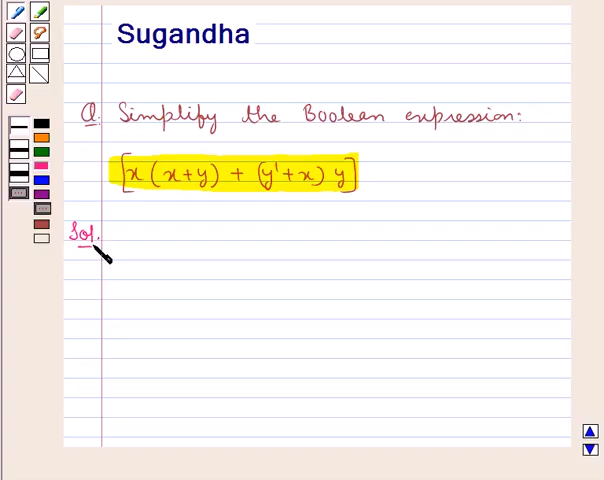 Sugandha
Q. Simplify the Boolean expression:
[x (x+y) + (y'+x) y]
Sol.